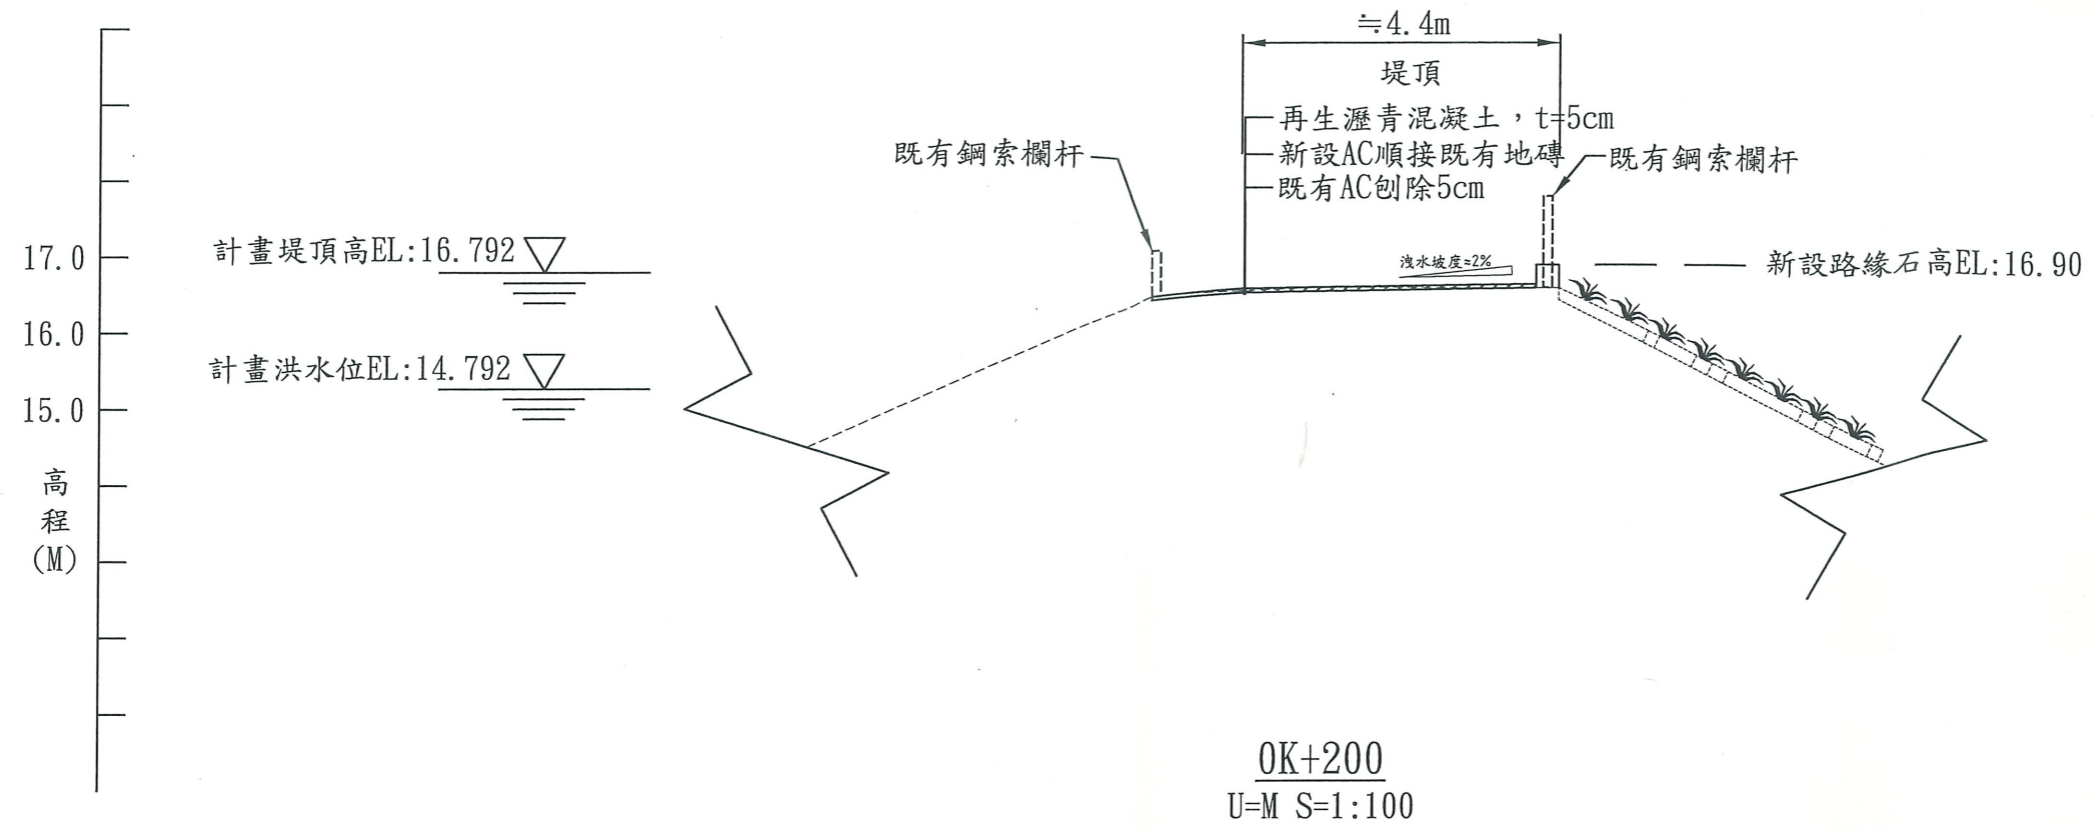 ≒4.4m
堤頂
再生瀝青混凝土，t=5cm
新設AC順接既有地磚
既有AC刨除5cm
既有鋼索欄杆
既有鋼索欄杆
計畫堤頂高EL:16.792
17.0
洩水坡度=2%
新設路緣石高EL:16.90
16.0
計畫洪水位EL:14.792
15.0
高
程
(M)
0K+200
U=M S=1:100